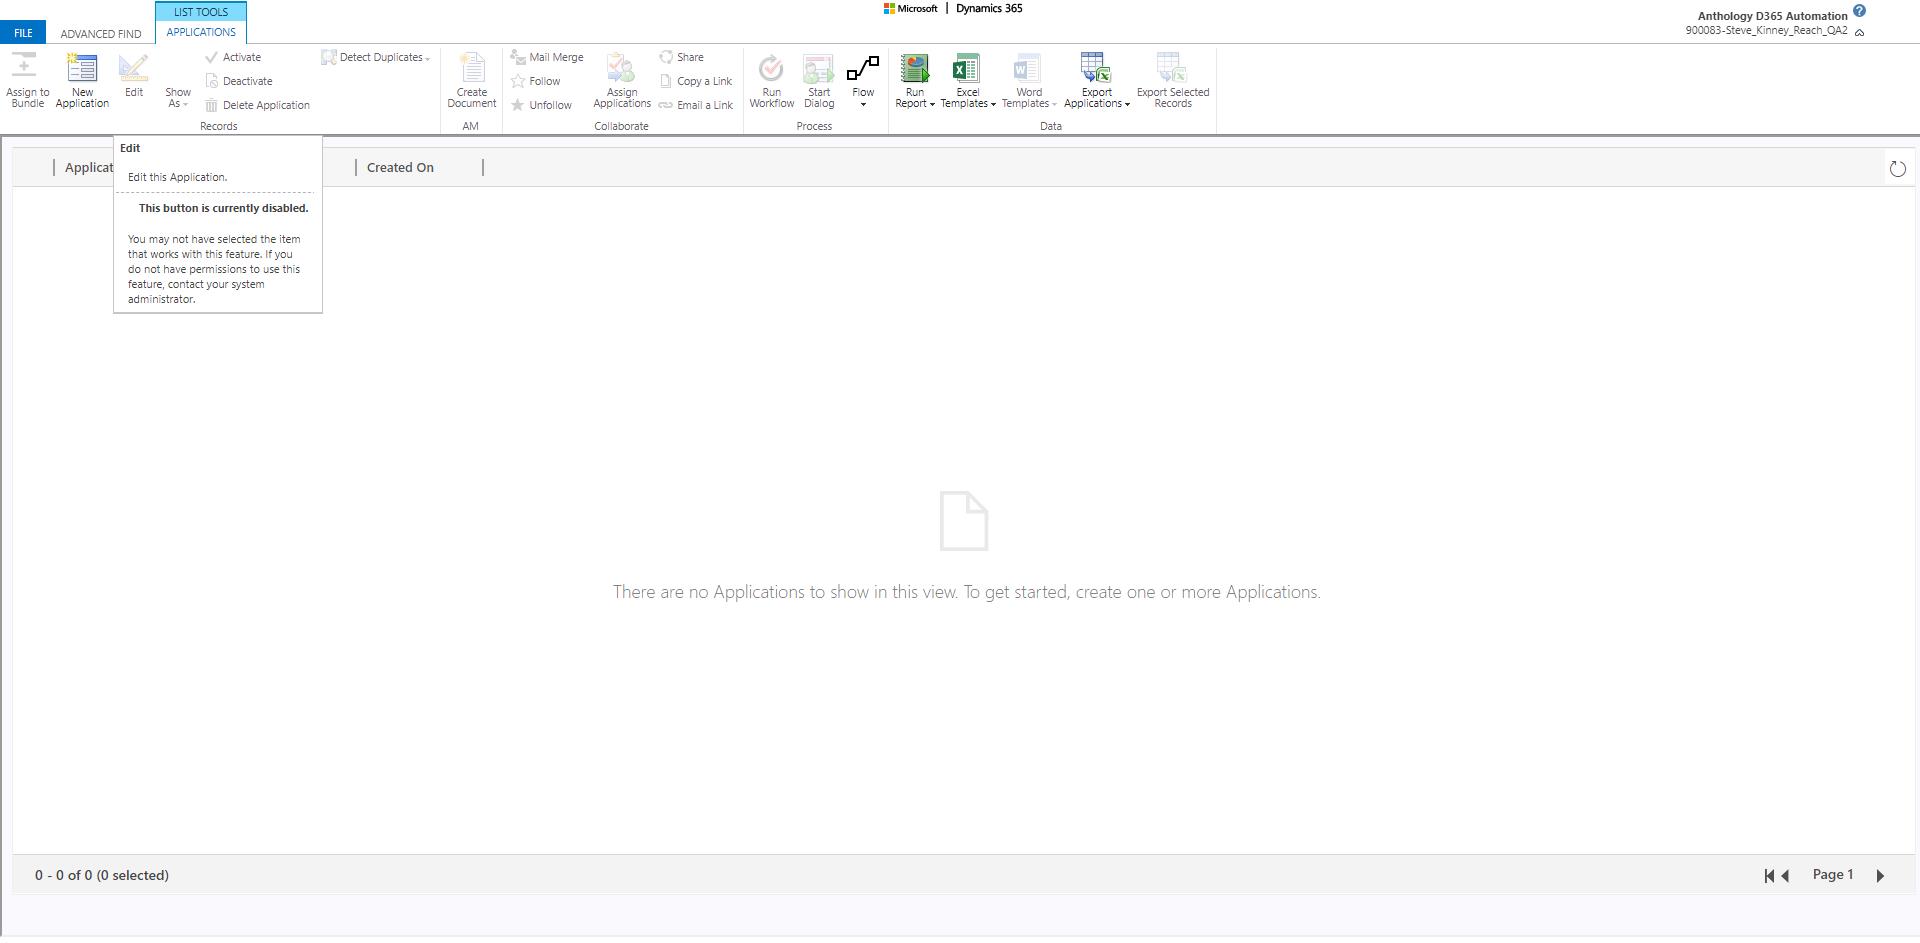 Microsoft | Dynamics 365
Anthology D365 Automation
900083-Steve_Kinney_Reach_QA2
LIST TOOLS
FILE
ADVANCED FIND
APPLICATIONS
Assign to
Bundle
New
Application
Edit
Show
As
Activate
Deactivate
Delete Application
Detect Duplicates
Records
Create
Document
AM
Mail Merge
Follow
Unfollow
Assign
Applications
Share
Copy a Link
Email a Link
Collaborate
Run
Workflow
Start
Dialog
Flow
Process
Run
Report
Excel
Templates
Word
Templates
Export
Applications
Export Selected
Records
Data
Edit
Edit this Application.
This button is currently disabled.
You may not have selected the item
that works with this feature. If you
do not have permissions to use this
feature, contact your system
administrator.
Applicat
Created On
There are no Applications to show in this view. To get started, create one or more Applications.
0 - 0 of 0 (0 selected)
Page 1